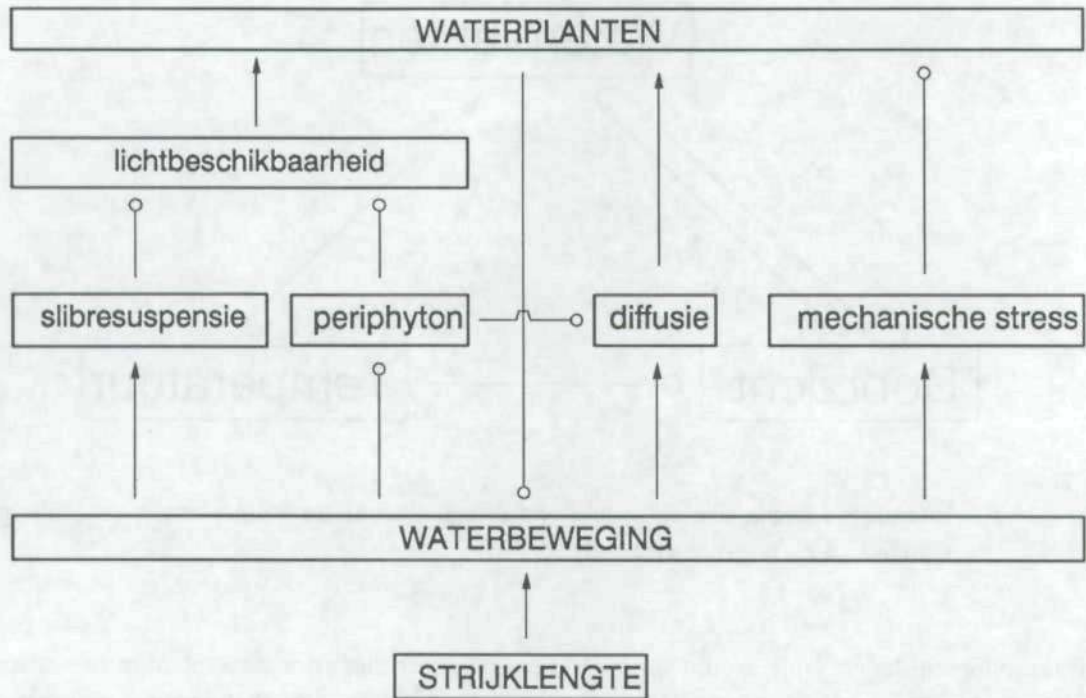 WATERPLANTEN
lichtbeschikbaarheid
slibresuspensie
periphyton
diffusie
mechanische stress
WATERBEWEGING
STRIJKLENGTE